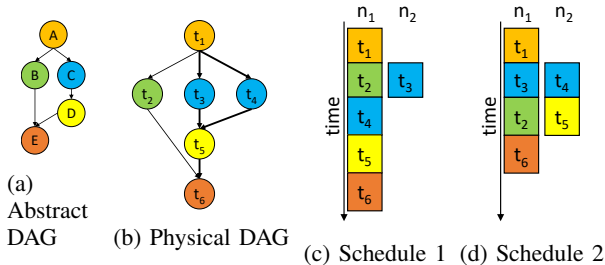 A
B
C
D
E
(a)
Abstract
DAG
t1
t2
t3
t4
t5
t6
(b) Physical DAG
n1 n2
time
t1
t2 t3
t4
t5
t6
(c) Schedule 1
n1 n2
time
t1
t3 t4
t2 t5
t6
(d) Schedule 2